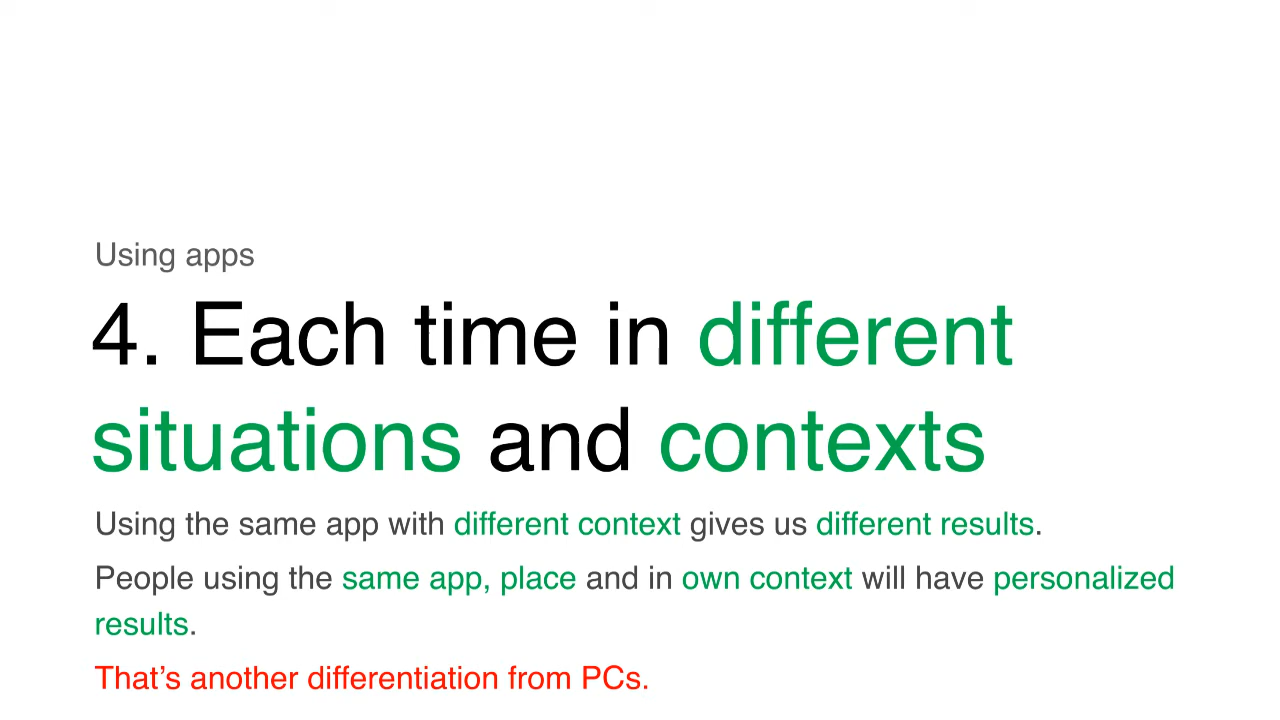 Using apps
4. Each time in different
situations and contexts
Using the same app with different context gives us different results.
People using the same app, place and in own context will have personalized
results.
That’s another differentiation from PCs.